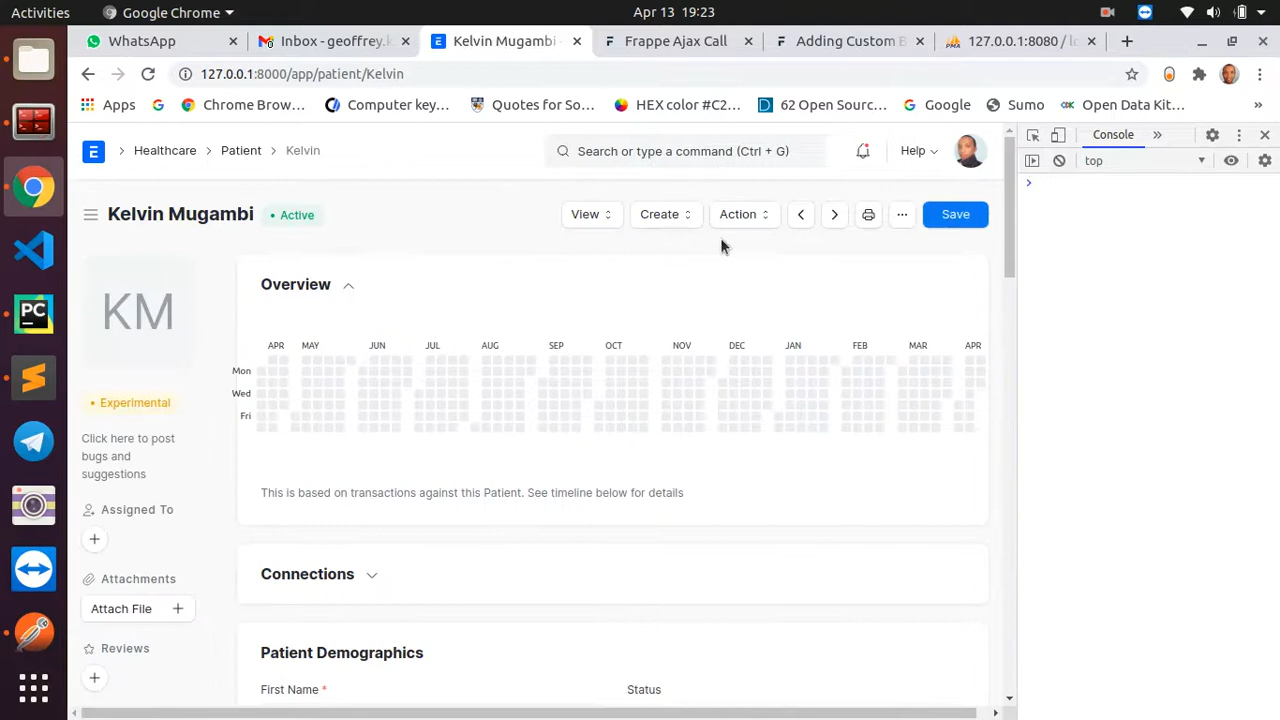 Activities
Google Chrome
Apr 13 19:23
WhatsApp
Inbox - geoffrey.k
Kelvin Mugambi -
Frappe Ajax Call
Adding Custom B
127.0.0.1:8080 / lo
127.0.0.1:8000/app/patient/Kelvin
Apps
Chrome Brow...
Computer key...
Quotes for So...
HEX color #C2...
62 Open Sourc...
Google
Sumo
Open Data Kit...
»
Healthcare
Patient
Kelvin
Search or type a command (Ctrl + G)
Help
Console
»
top
Kelvin Mugambi
Active
View
Create
Action
Save
KM
Overview
APR MAY JUN JUL AUG SEP OCT NOV DEC JAN FEB MAR APR
Mon
Wed
Fri
Experimental
Click here to post
bugs and
suggestions
This is based on transactions against this Patient. See timeline below for details
Assigned To
Attachments
Attach File
Reviews
Connections
Patient Demographics
First Name *
Status